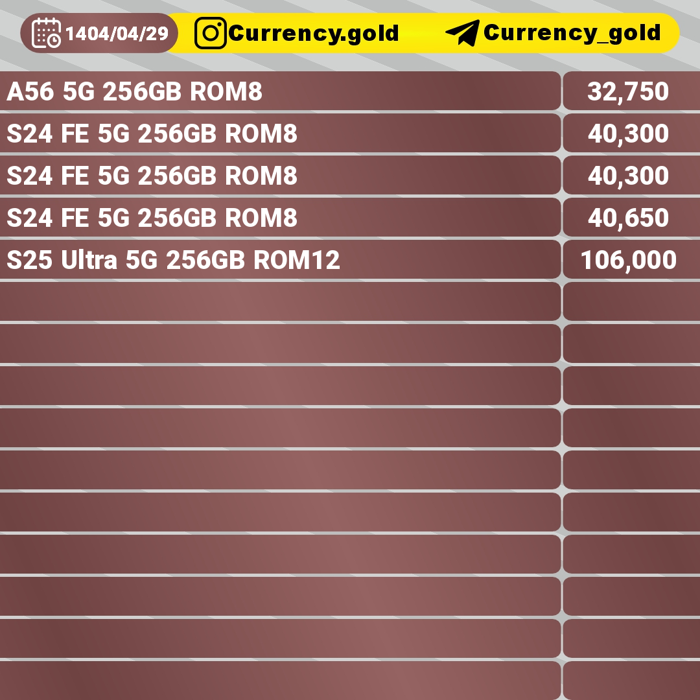 1404/04/29 Currency.gold Currency_gold
A56 5G 256GB ROM8 32,750
S24 FE 5G 256GB ROM8 40,300
S24 FE 5G 256GB ROM8 40,300
S24 FE 5G 256GB ROM8 40,650
S25 Ultra 5G 256GB ROM12 106,000